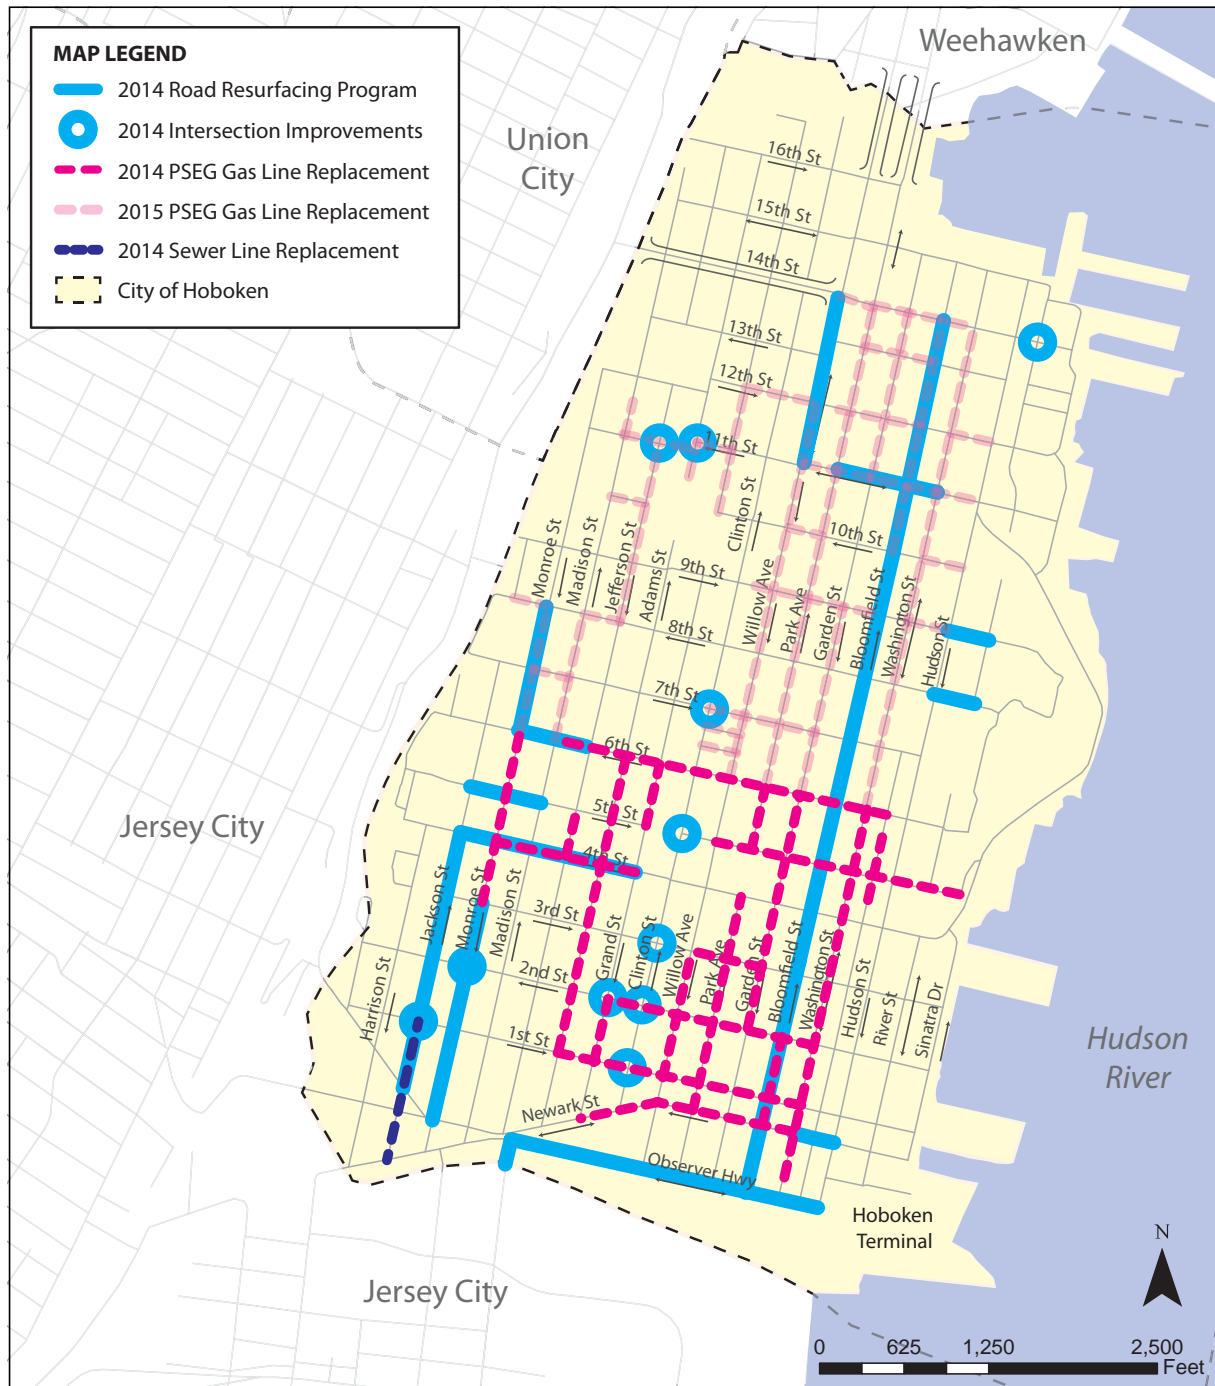 MAP LEGEND
2014 Road Resurfacing Program
2014 Intersection Improvements
2014 PSEG Gas Line Replacement
2015 PSEG Gas Line Replacement
2014 Sewer Line Replacement
City of Hoboken
Weehawken
Union
City
16th St
15th St
14th St
13th St
12th St
11th St
10th St
9th St
8th St
7th St
6th St
5th St
4th St
3rd St
2nd St
1st St
Monroe St
Madison St
Jefferson St
Adams St
Clinton St
Willow Ave
Park Ave
Garden St
Bloomfield St
Washington St
Hudson St
Jersey City
Jackson St
Monroe St
Madison St
Harrison St
Grand St
Clinton St
Willow Ave
Park Ave
Garden St
Bloomfield St
Washington St
Hudson St
River St
Sinatra Dr
Newark St
Observer Hwy
Hudson
River
Hoboken
Terminal
Jersey City
N
0 625 1,250 2,500
Feet